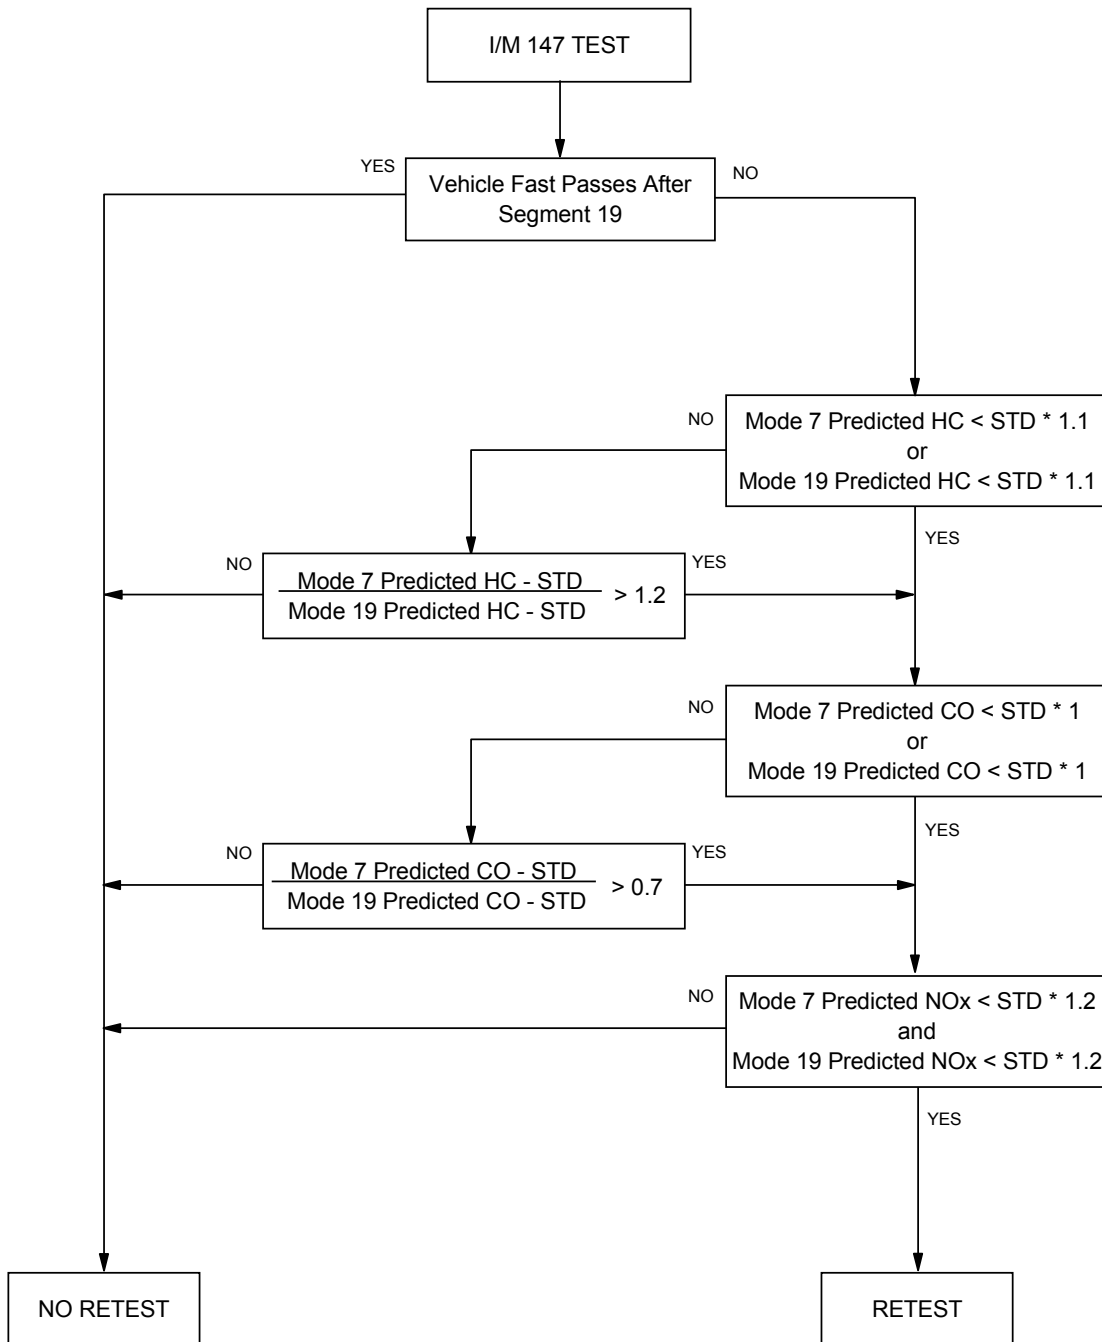 I/M 147 TEST
YES
NO
Vehicle Fast Passes After
Segment 19
NO
Mode 7 Predicted HC < STD * 1.1
or
Mode 19 Predicted HC < STD * 1.1
YES
NO
YES
Mode 7 Predicted HC - STD
> 1.2
Mode 19 Predicted HC - STD
NO
Mode 7 Predicted CO < STD * 1
or
Mode 19 Predicted CO < STD * 1
YES
NO
YES
Mode 7 Predicted CO - STD
> 0.7
Mode 19 Predicted CO - STD
NO
Mode 7 Predicted NOx < STD * 1.2
and
Mode 19 Predicted NOx < STD * 1.2
YES
NO RETEST
RETEST